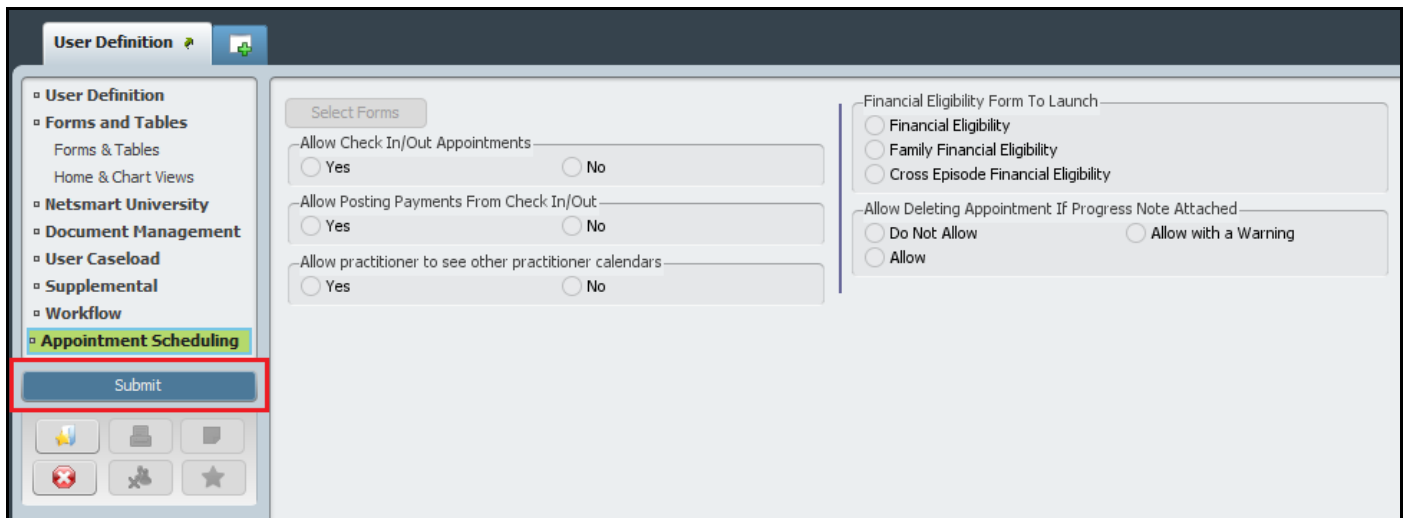 User Definition
User Definition
Forms and Tables
Forms & Tables
Home & Chart Views
Netsmart University
Document Management
User Caseload
Supplemental
Workflow
Appointment Scheduling
Submit
Select Forms
Allow Check In/Out Appointments
Yes No
Allow Posting Payments From Check In/Out
Yes No
Allow practitioner to see other practitioner calendars
Yes No
Financial Eligibility Form To Launch
Financial Eligibility
Family Financial Eligibility
Cross Episode Financial Eligibility
Allow Deleting Appointment If Progress Note Attached
Do Not Allow Allow with a Warning
Allow